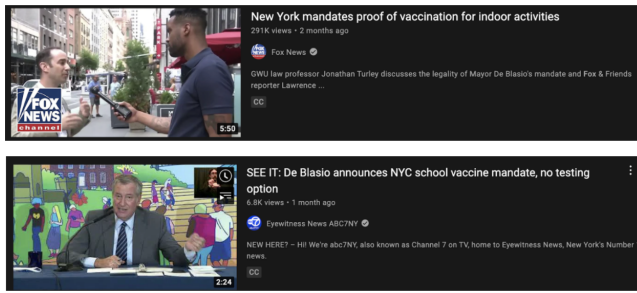 New York mandates proof of vaccination for indoor activities
291K views • 2 months ago
FOX NEWS
Fox News
GWU law professor Jonathan Turley discusses the legality of Mayor De Blasio's mandate and Fox & Friends
reporter Lawrence ...
CC
FOX
NEWS
channel
5:50
SEE IT: De Blasio announces NYC school vaccine mandate, no testing
option
6.8K views • 1 month ago
7
Eyewitness News ABC7NY
NEW HERE? – Hi! We're abc7NY, also known as Channel 7 on TV, home to Eyewitness News, New York's Number
news.
CC
2:24